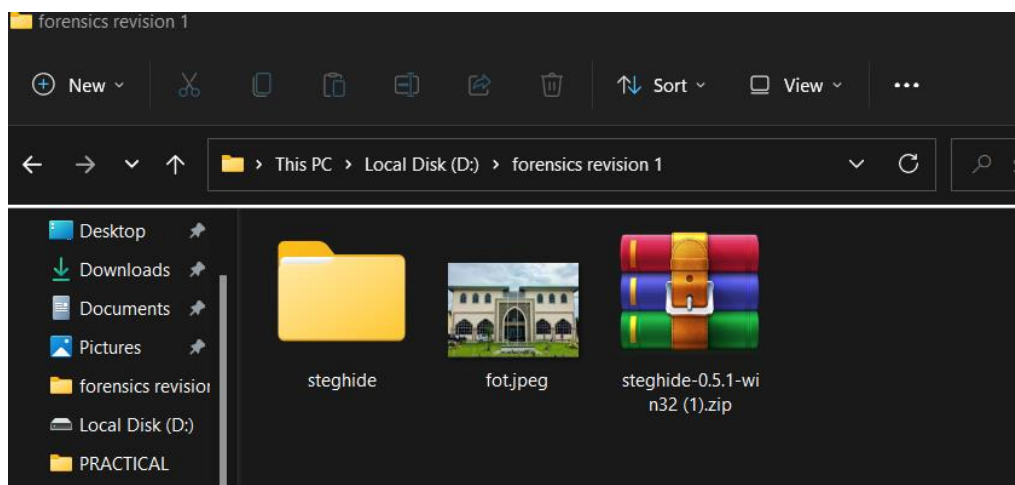 forensics revision 1
New
Sort
View
This PC > Local Disk (D:) > forensics revision 1
Desktop
Downloads
Documents
Pictures
forensics revision
Local Disk (D:)
PRACTICAL
steghide
fot.jpeg
steghide-0.5.1-wi
n32 (1).zip